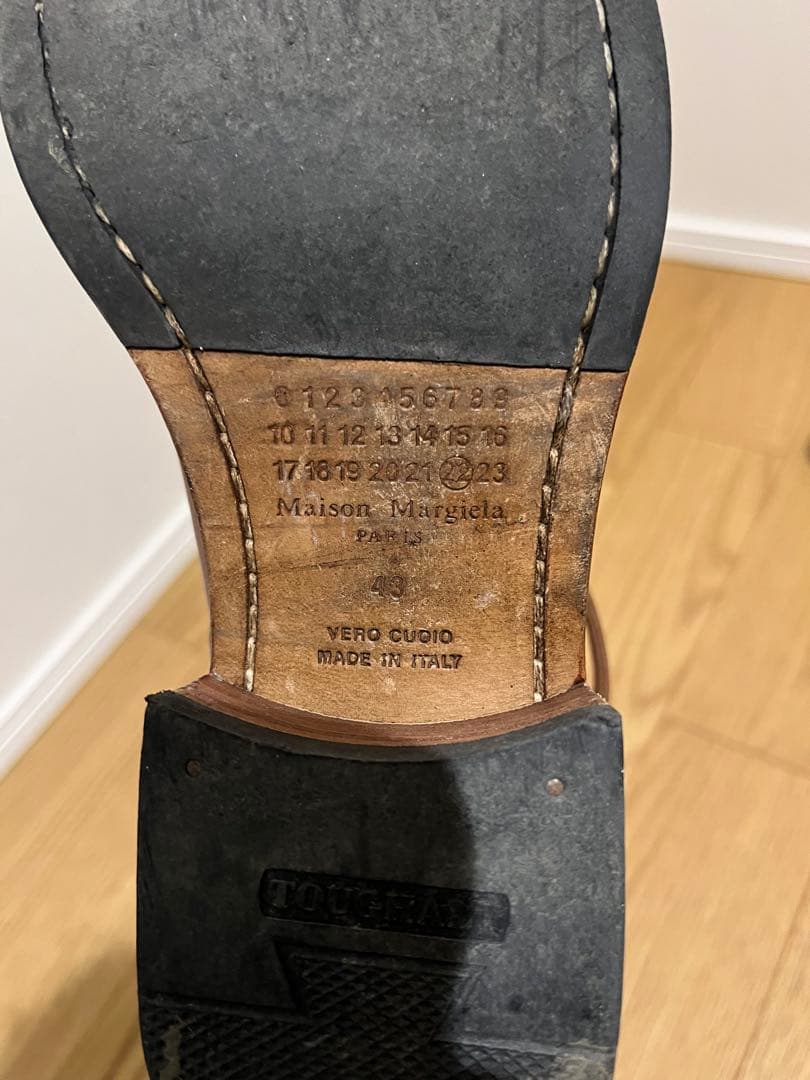 0 1 2 3 4 5 6 7 8 9
10 11 12 13 14 15 16
17 18 19 20 21 22 23
Maison Margiela
PARIS
43
VERO CUOIO
MADE IN ITALY